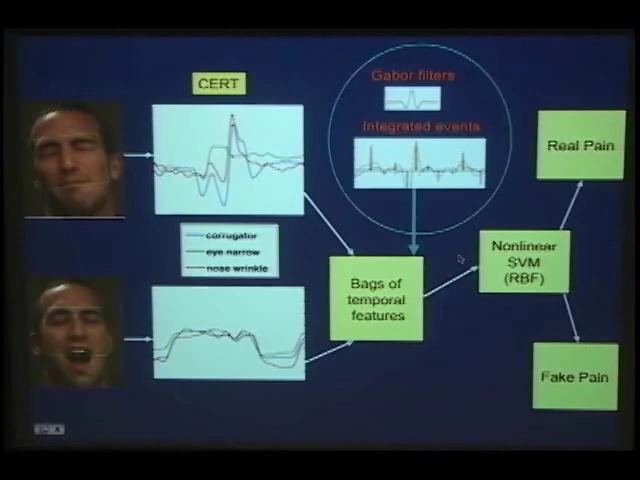 CERT
Gabor filters
Integrated events
Real Pain
corrugator
eye narrow
nose wrinkle
Bags of
temporal
features
Nonlinear
SVM
(RBF)
Fake Pain